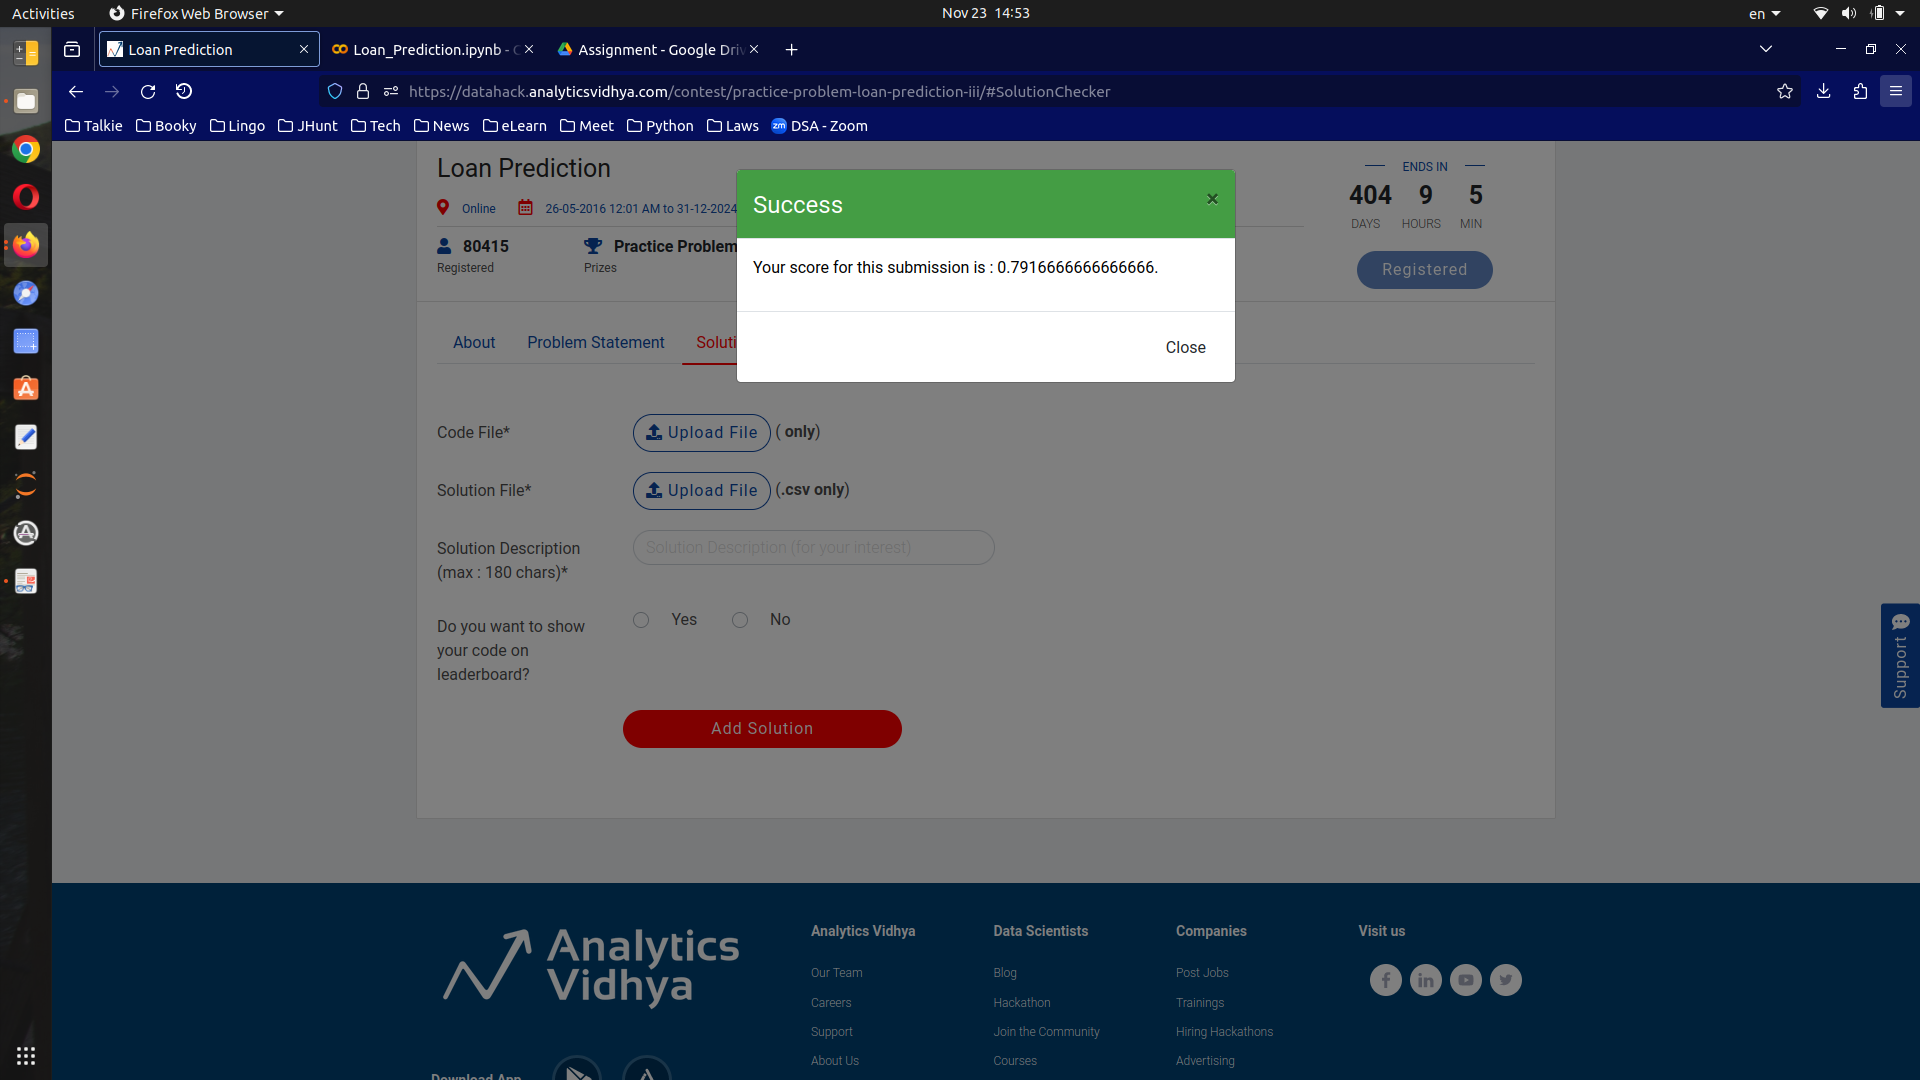 Activities
Firefox Web Browser
Nov 23 14:53
en
Loan Prediction
Loan_Prediction.ipynb - C
Assignment - Google Driv
https://datahack.analyticsvidhya.com/contest/practice-problem-loan-prediction-iii/#SolutionChecker
Talkie
Booky
Lingo
JHunt
Tech
News
eLearn
Meet
Python
Laws
zm DSA - Zoom
Loan Prediction
Online
26-05-2016 12:01 AM to 31-12-2024
80415
Registered
Practice Problem
Prizes
ENDS IN
404 9 5
DAYS HOURS MIN
Registered
Success
×
Your score for this submission is : 0.7916666666666666.
Close
About
Problem Statement
Soluti
Code File*
Upload File ( only)
Solution File*
Upload File (.csv only)
Solution Description
(max : 180 chars)*
Solution Description (for your interest)
Do you want to show
your code on
leaderboard?
Yes
No
Add Solution
Support
Analytics
Vidhya
Download App
Analytics Vidhya
Our Team
Careers
Support
About Us
Data Scientists
Blog
Hackathon
Join the Community
Courses
Companies
Post Jobs
Trainings
Hiring Hackathons
Advertising
Visit us